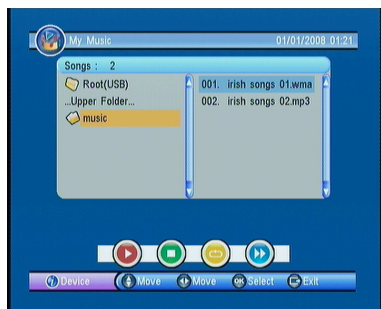 My Music 01/01/2008 01:21
Songs : 2
Root(USB) 001. irish songs 01.wma
...Upper Folder... 002. irish songs 02.mp3
music
Device Move Move OK Select Exit